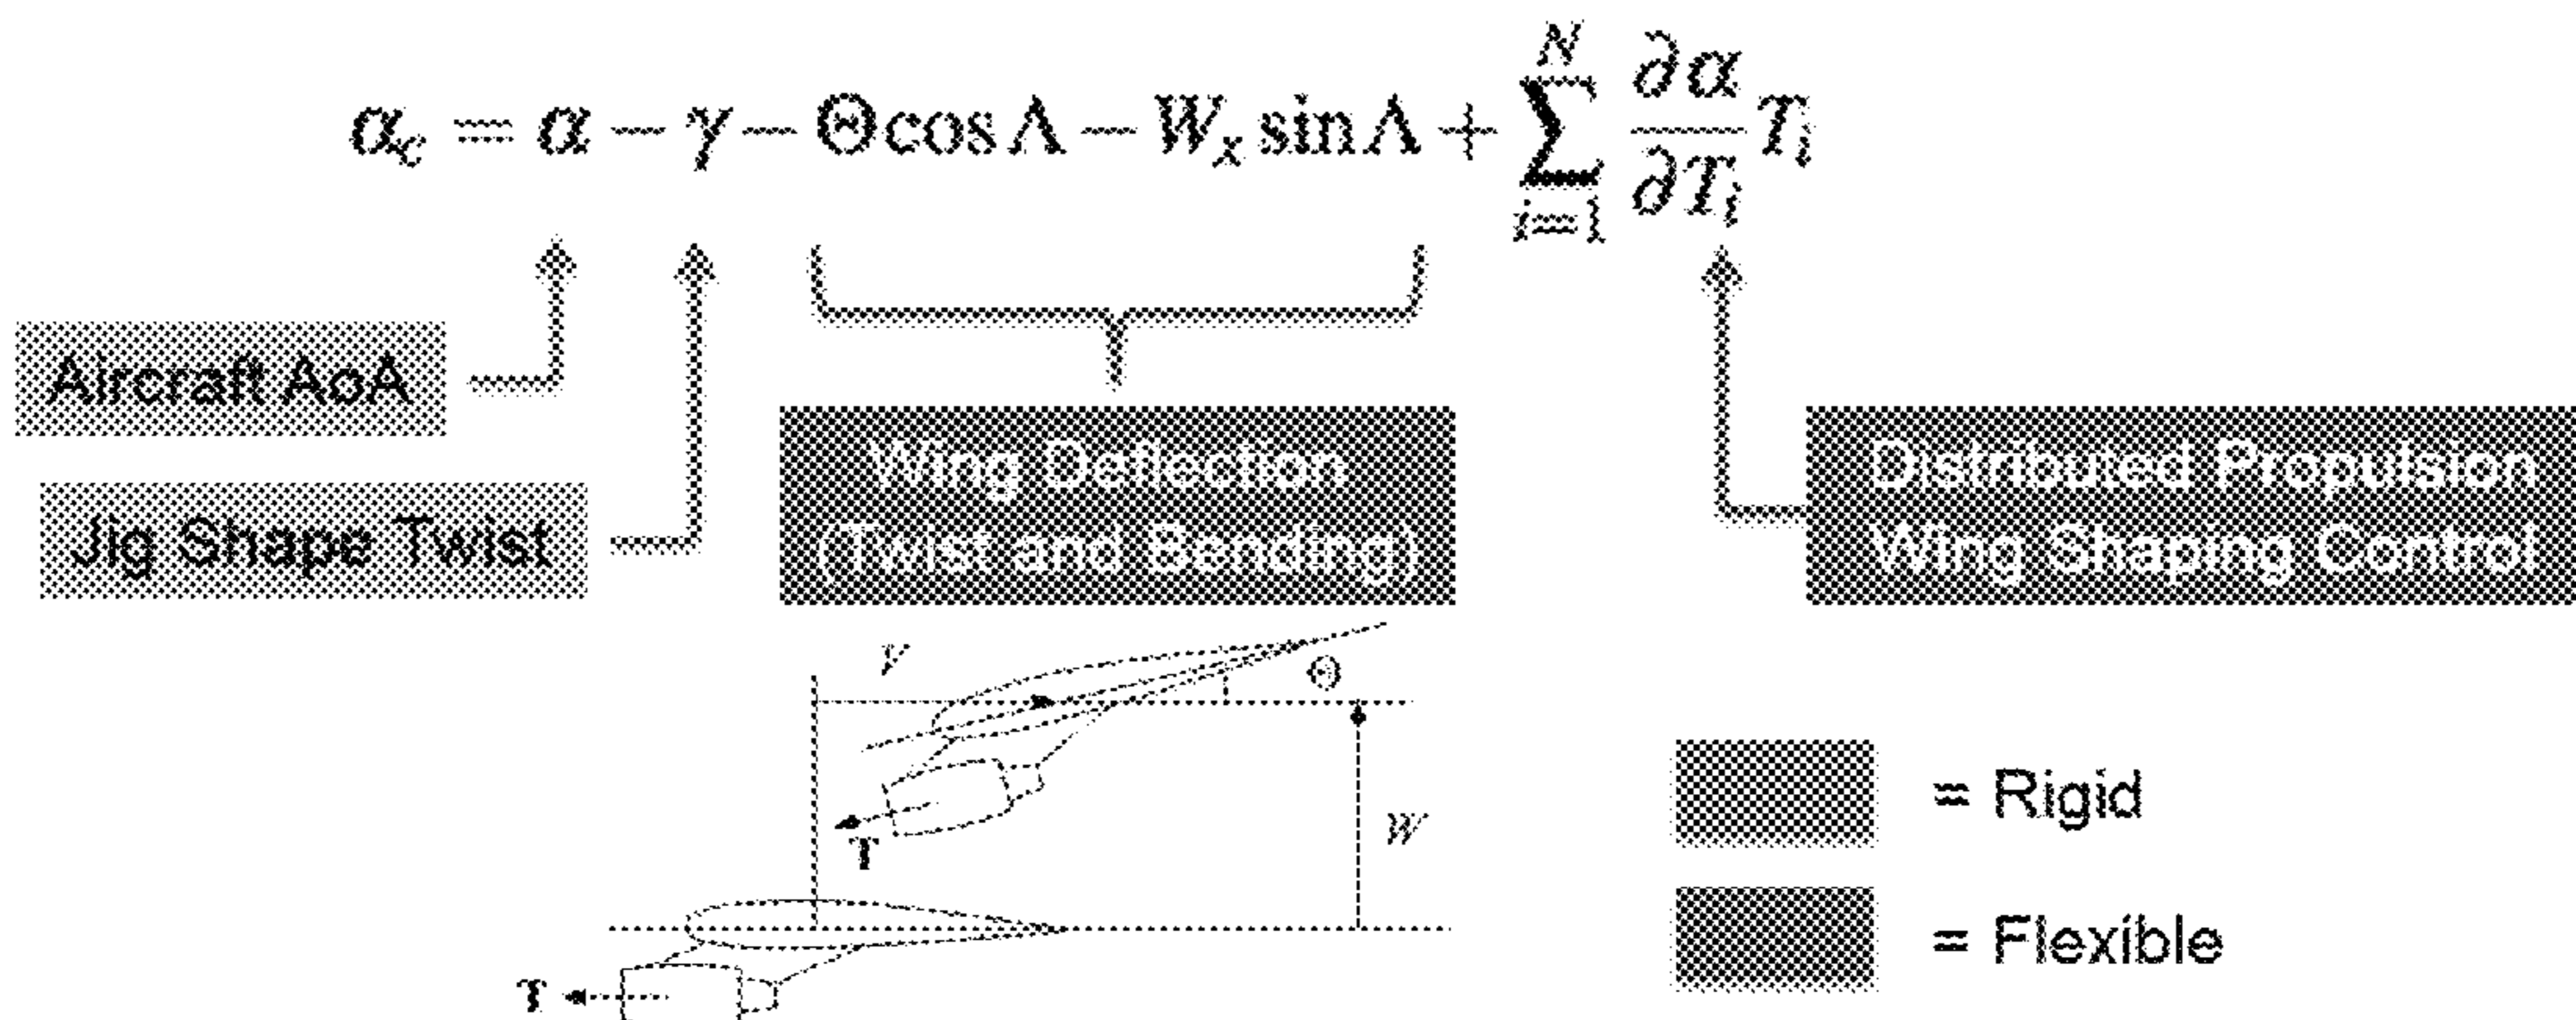 α_c = α − γ − Θ cos Λ − W_x sin Λ + ∑_{i=1}^{N} ∂α/∂T_i T_i
Aircraft AoA
Jig Shape Twist
Wing Deflection
(Twist and Bending)
Distributed Propulsion
Wing Shaping Control
V
Θ
W
T
T
= Rigid
= Flexible